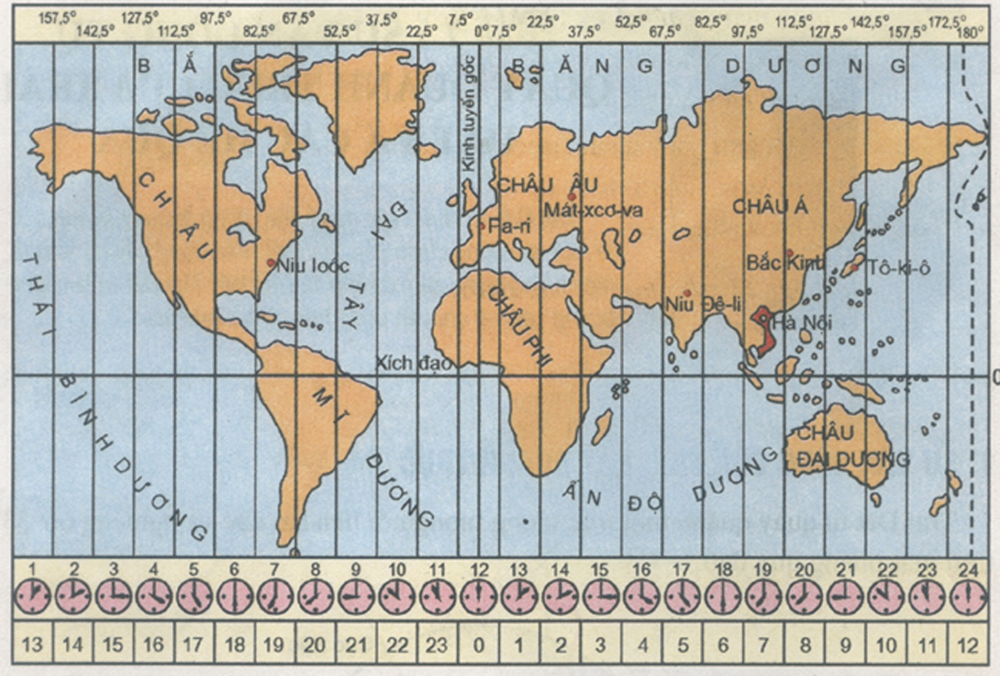 157,5° 127,5° 97,5° 67,5° 37,5° 7,5° 22,5° 52,5° 82,5° 112,5° 142,5° 172,5°
142,5° 112,5° 82,5° 52,5° 22,5° 0° 7,5° 37,5° 67,5° 97,5° 127,5° 157,5° 180°
BẮC BĂNG DƯƠNG
Kinh tuyến gốc
CHÂU MĨ
CHÂU ÂU
Mát-xcơ-va
CHÂU Á
Pa-ri
Niu Ioóc
Bắc Kinh
Tô-ki-ô
THÁI BÌNH DƯƠNG
ĐẠI TÂY DƯƠNG
CHÂU PHI
Niu Đê-li
Hà Nội
Xích đạo
0
CHÂU
ĐẠI DƯƠNG
ẤN ĐỘ DƯƠNG
1 2 3 4 5 6 7 8 9 10 11 12 13 14 15 16 17 18 19 20 21 22 23 24
13 14 15 16 17 18 19 20 21 22 23 0 1 2 3 4 5 6 7 8 9 10 11 12